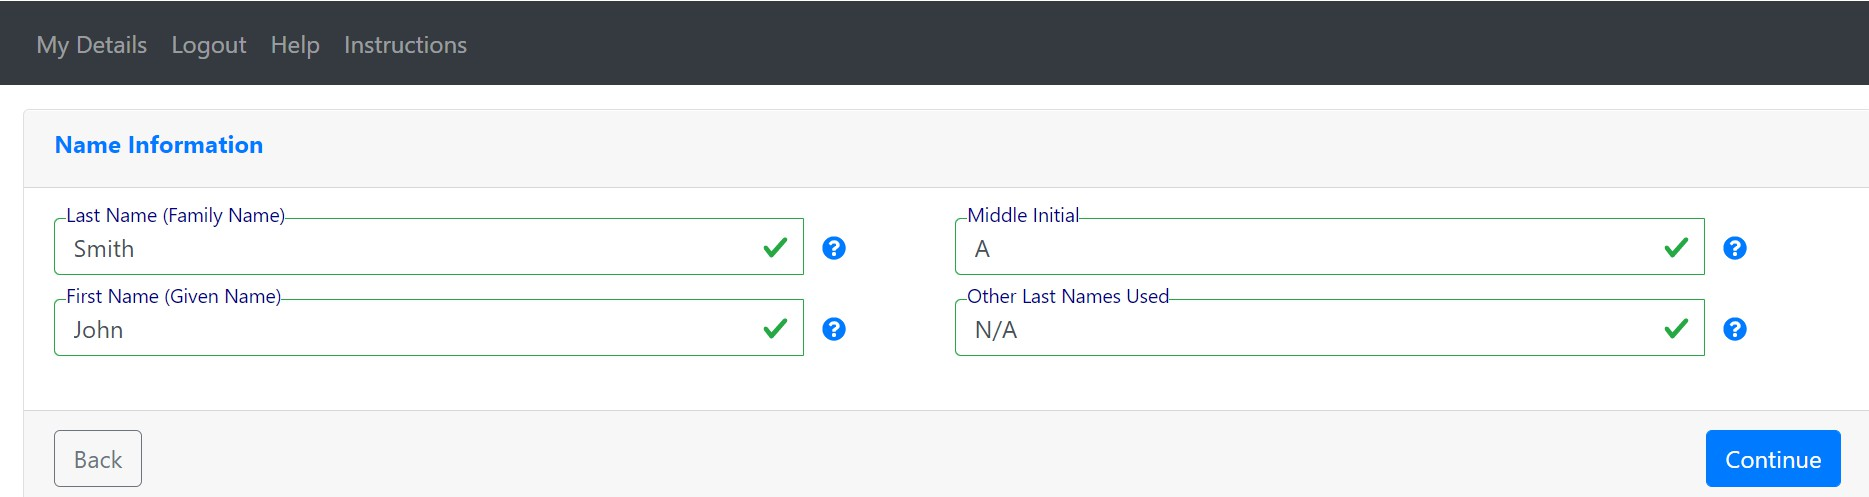 My Details Logout Help Instructions
Name Information
Last Name (Family Name)
Smith
Middle Initial
A
First Name (Given Name)
John
Other Last Names Used
N/A
Back
Continue